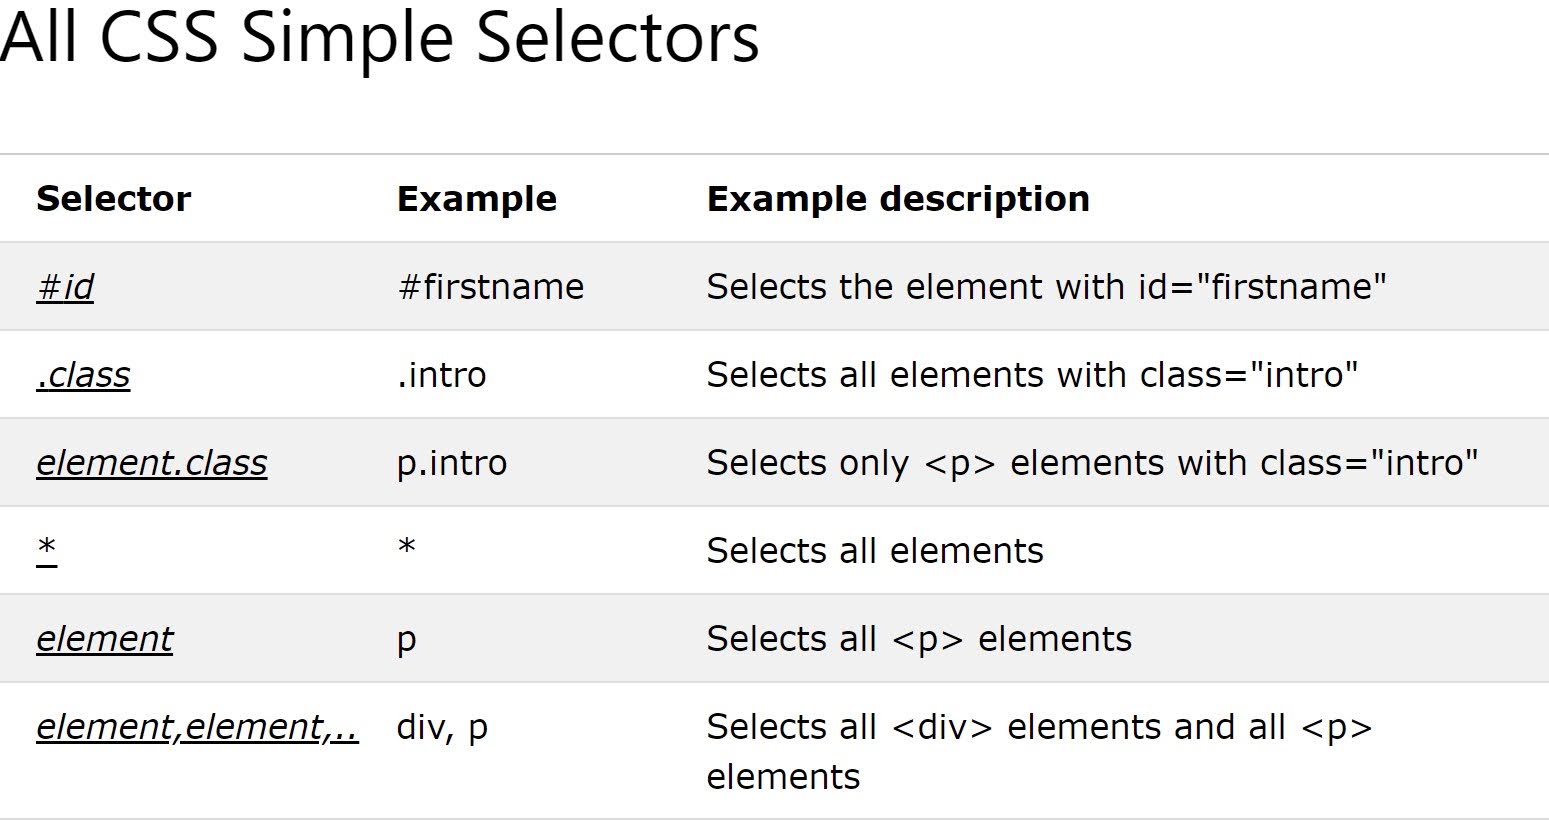 All CSS Simple Selectors
Selector Example Example description
#id #firstname Selects the element with id="firstname"
.class .intro Selects all elements with class="intro"
element.class p.intro Selects only <p> elements with class="intro"
* * Selects all elements
element p Selects all <p> elements
element,element,.. div, p Selects all <div> elements and all <p>
elements